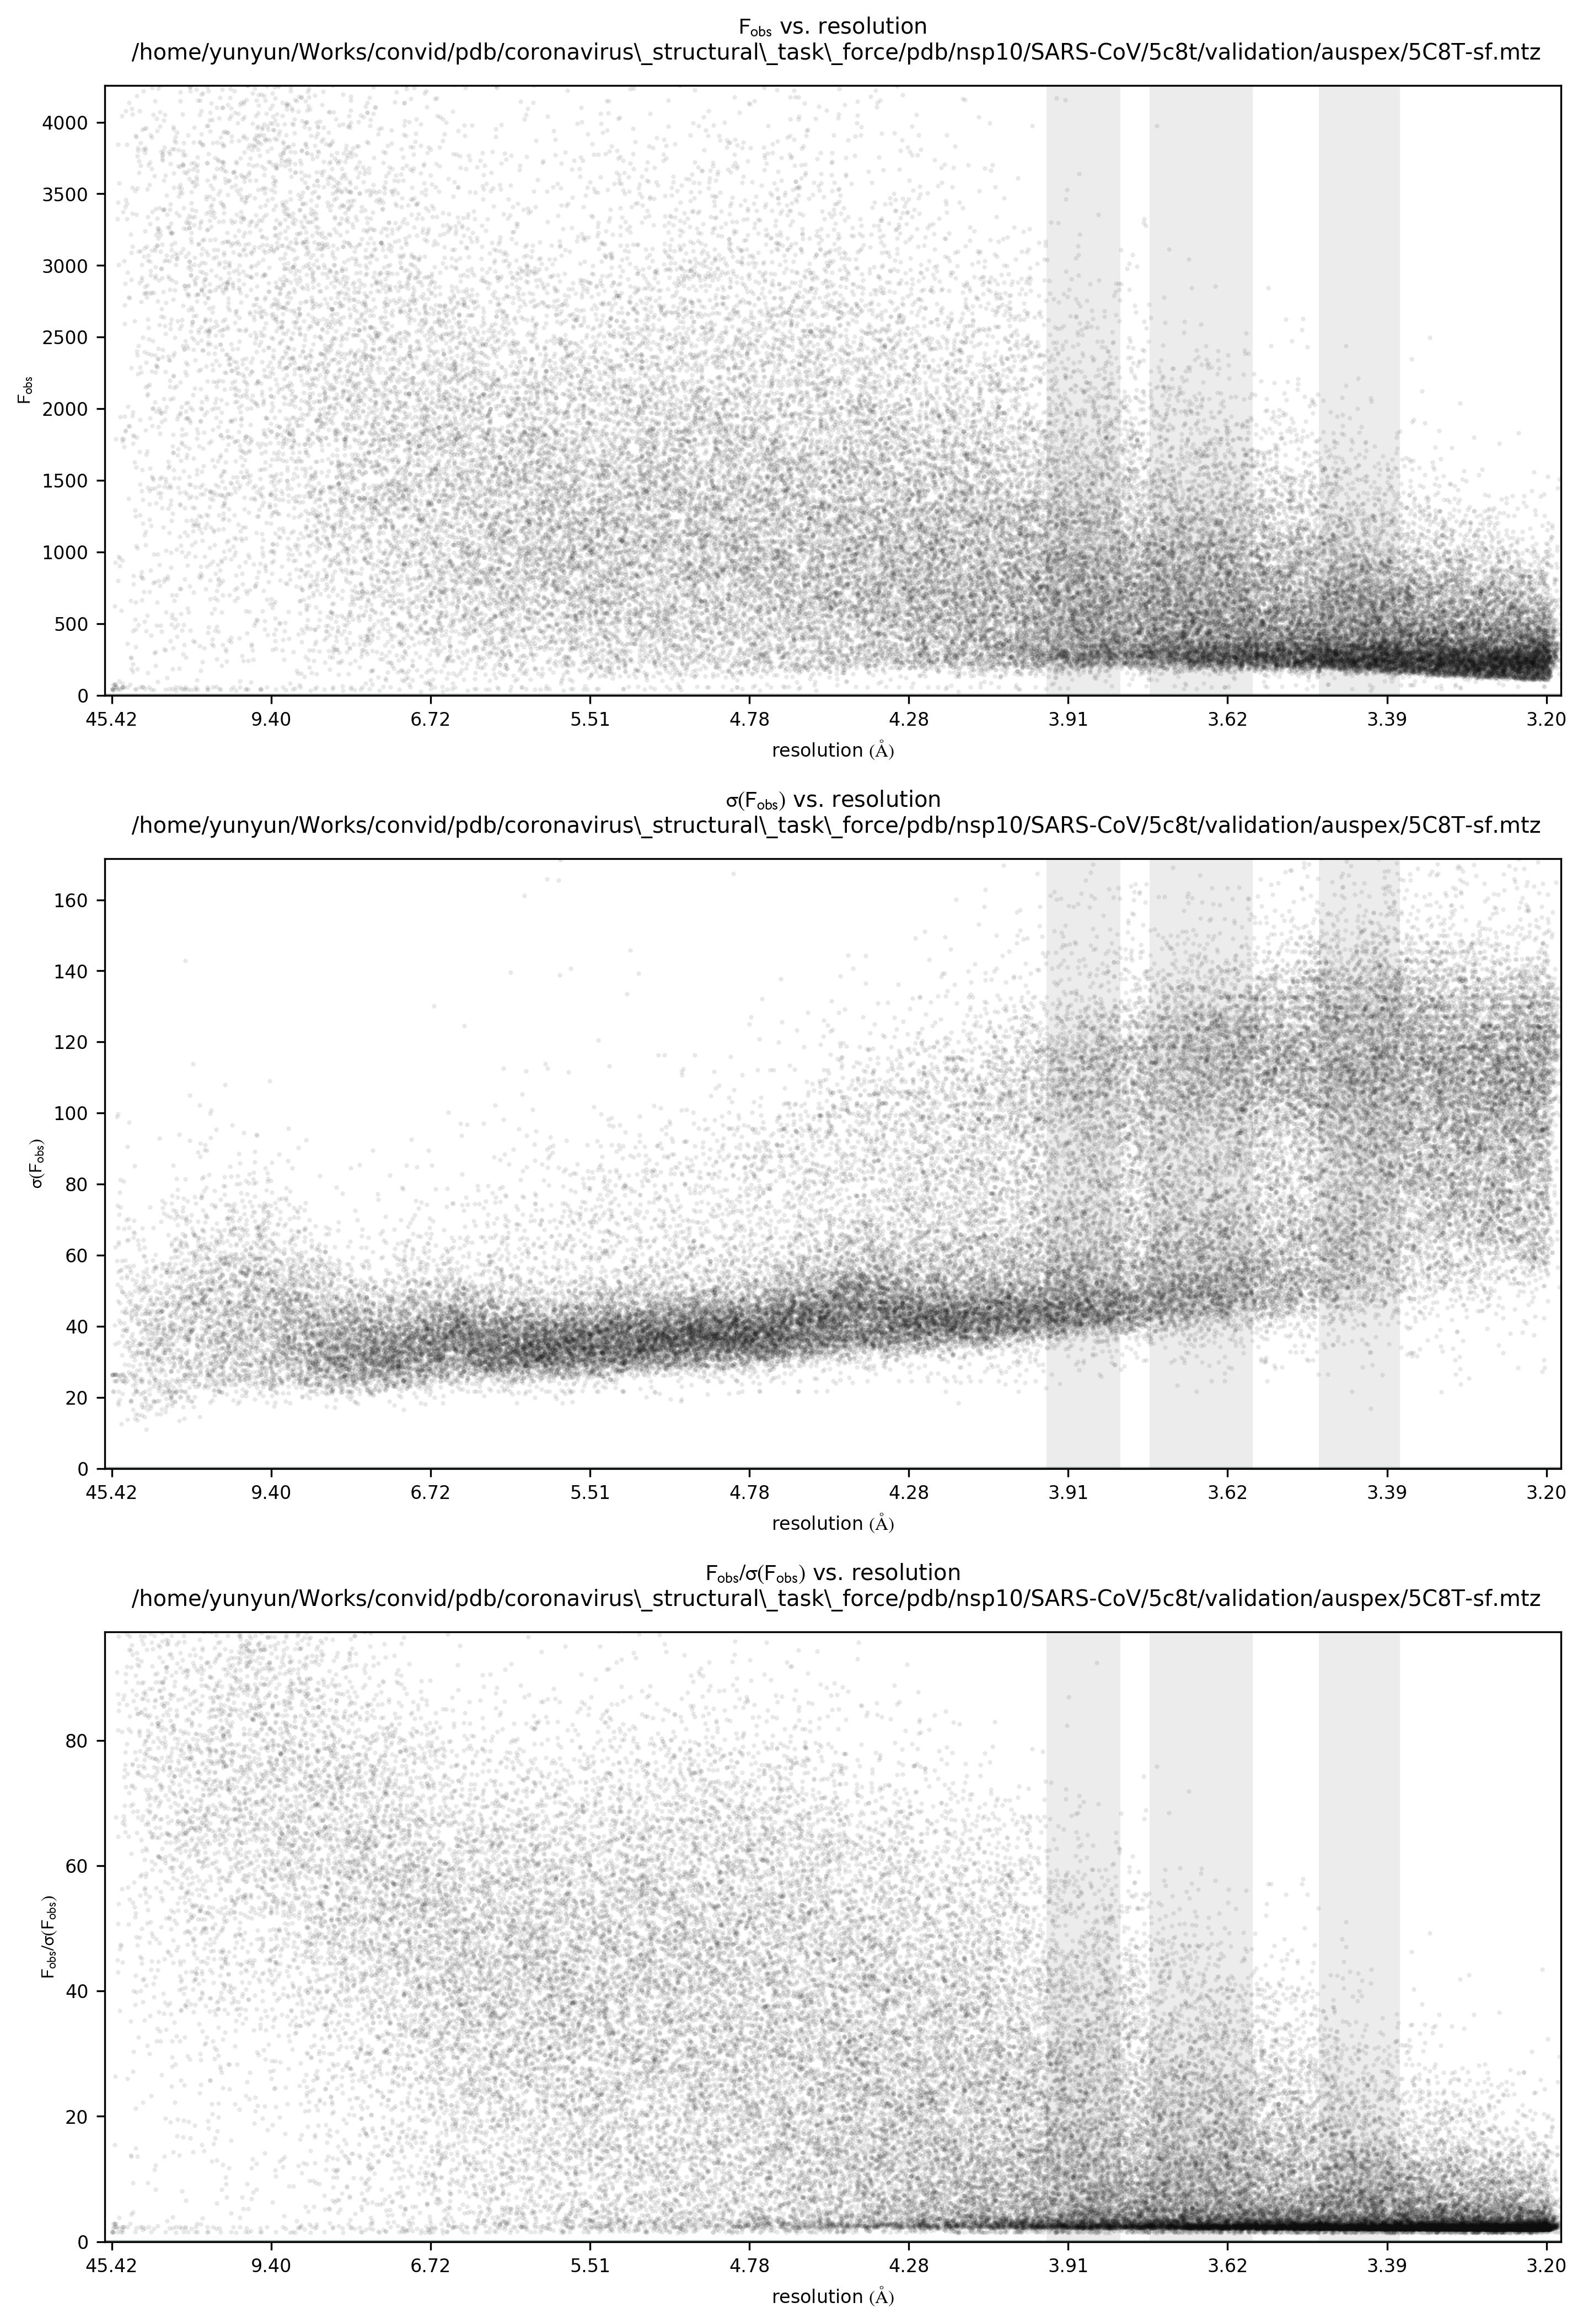 Fobs vs. resolution
/home/yunyun/Works/convid/pdb/coronavirus\_structural\_task\_force/pdb/nsp10/SARS-CoV/5c8t/validation/auspex/5C8T-sf.mtz
4000
3500
3000
2500
2000
1500
1000
500
0
Fobs
45.42 9.40 6.72 5.51 4.78 4.28 3.91 3.62 3.39 3.20
resolution (Å)
σ(Fobs) vs. resolution
/home/yunyun/Works/convid/pdb/coronavirus\_structural\_task\_force/pdb/nsp10/SARS-CoV/5c8t/validation/auspex/5C8T-sf.mtz
160
140
120
100
80
60
40
20
0
σ(Fobs)
45.42 9.40 6.72 5.51 4.78 4.28 3.91 3.62 3.39 3.20
resolution (Å)
Fobs/σ(Fobs) vs. resolution
/home/yunyun/Works/convid/pdb/coronavirus\_structural\_task\_force/pdb/nsp10/SARS-CoV/5c8t/validation/auspex/5C8T-sf.mtz
80
60
40
20
0
Fobs/σ(Fobs)
45.42 9.40 6.72 5.51 4.78 4.28 3.91 3.62 3.39 3.20
resolution (Å)